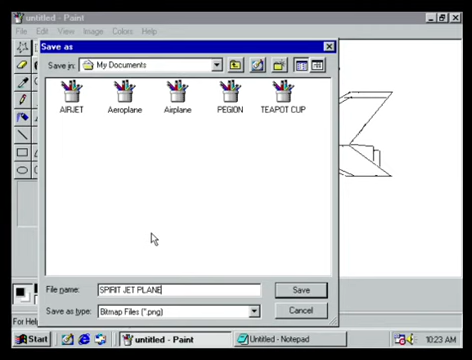 untitled - Paint
File Edit View Image Colors Help
Save as
Save in: My Documents
AIRJET Aeroplane Airplane PEGION TEAPOT CUP
File name: SPIRIT JET PLANE Save
Save as type: Bitmap Files (*.png) Cancel
For Help
Start untitled - Paint Untitled - Notepad 10:23 AM